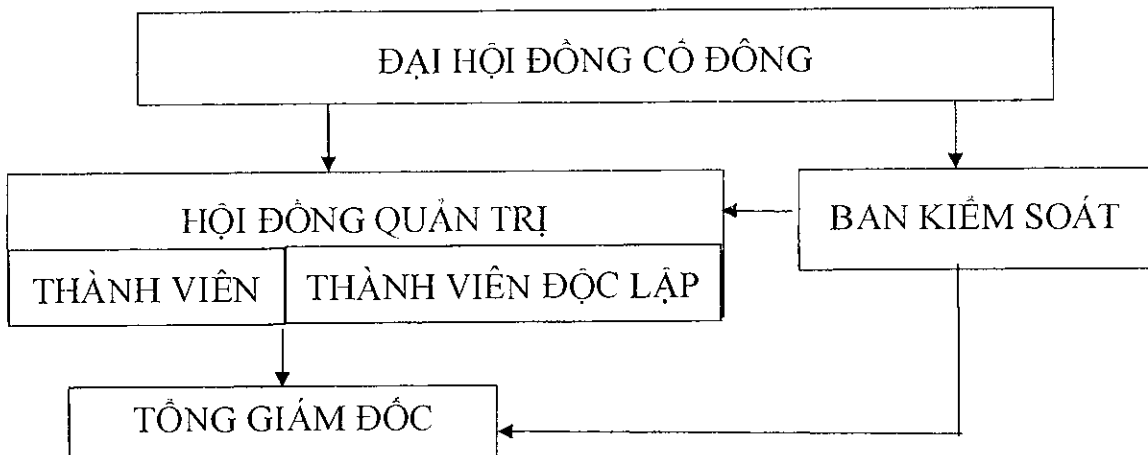 ĐẠI HỘI ĐỒNG CỔ ĐÔNG
HỘI ĐỒNG QUẢN TRỊ
BAN KIỂM SOÁT
THÀNH VIÊN
THÀNH VIÊN ĐỘC LẬP
TỔNG GIÁM ĐỐC